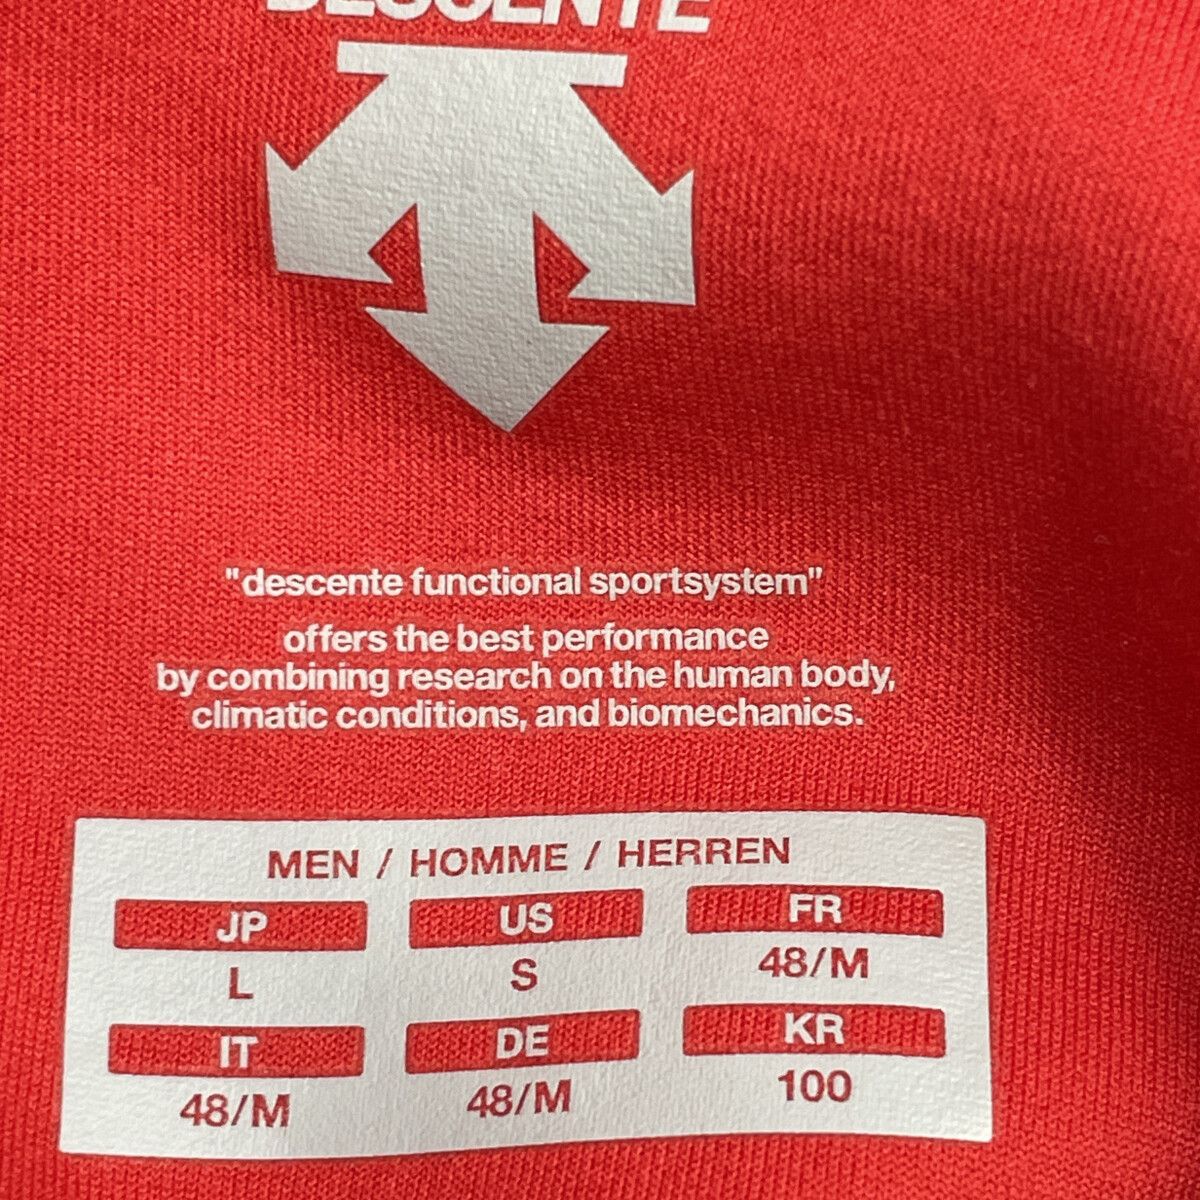 DESCENTE
"descente functional sportsystem"
offers the best performance
by combining research on the human body,
climatic conditions, and biomechanics.
MEN / HOMME / HERREN
JP US FR
L S 48/M
IT DE KR
48/M 48/M 100